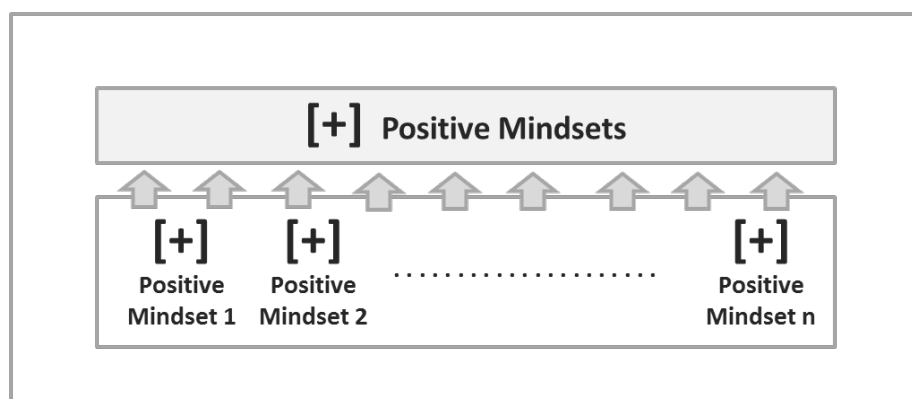 [+] Positive Mindsets
[+] [+] [+]
Positive Positive ........................ Positive
Mindset 1 Mindset 2 Mindset n